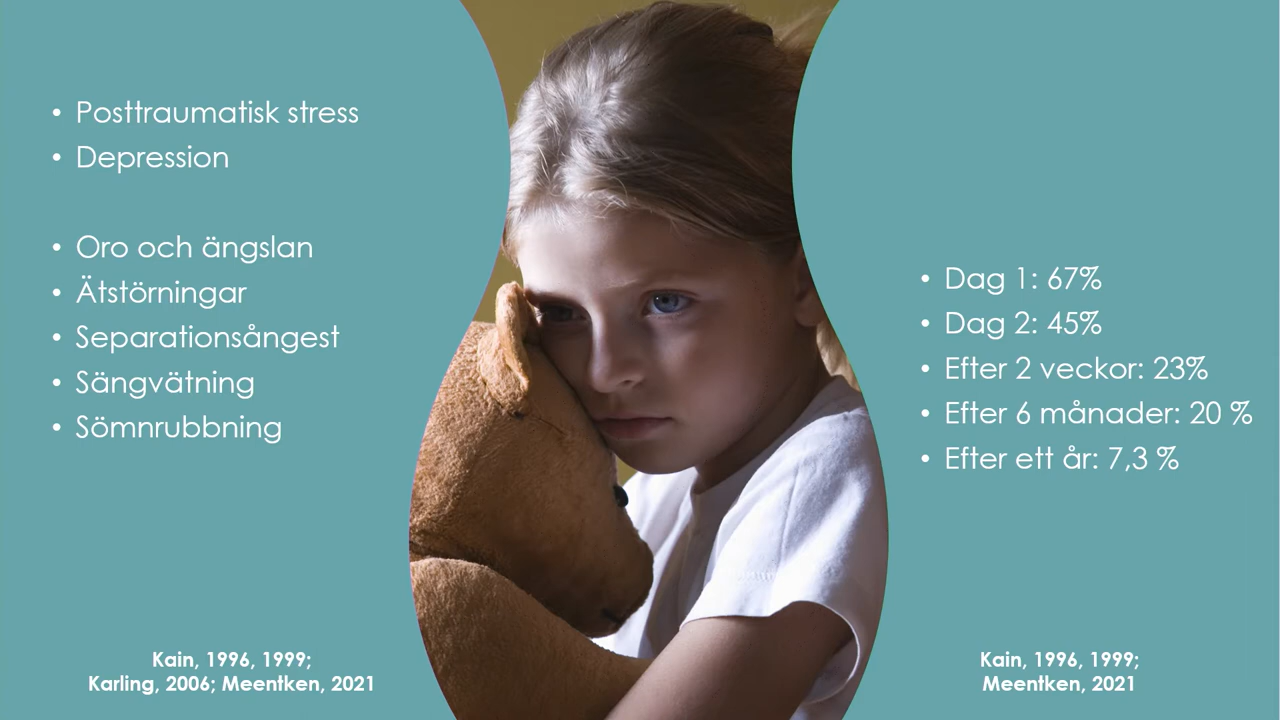 • Posttraumatisk stress
• Depression
• Oro och ängslan
• Ätstörningar
• Separationsångest
• Sängvätning
• Sömnrubbning
Kain, 1996, 1999;
Karling, 2006; Meentken, 2021
• Dag 1: 67%
• Dag 2: 45%
• Efter 2 veckor: 23%
• Efter 6 månader: 20 %
• Efter ett år: 7,3 %
Kain, 1996, 1999;
Meentken, 2021